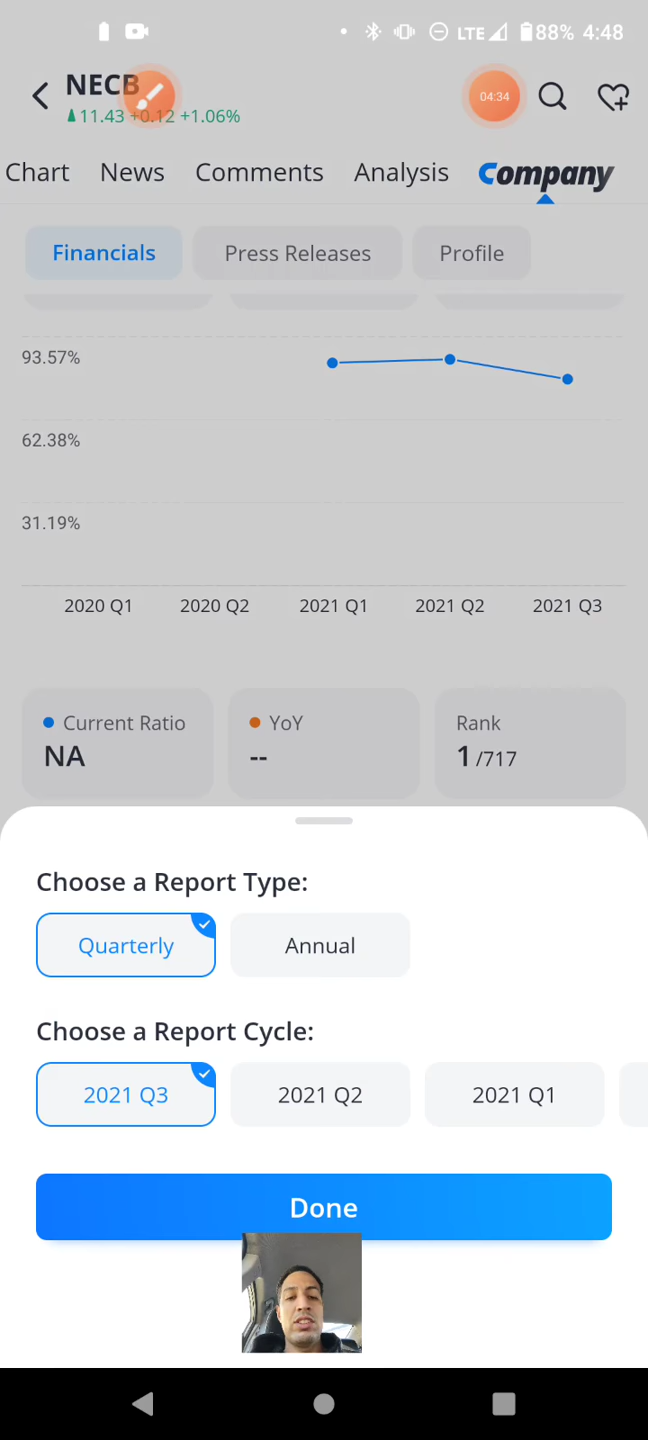 LTE 88% 4:48
NECB
11.43 +0.12 +1.06%
04:34
Chart News Comments Analysis Company
Financials Press Releases Profile
93.57%
62.38%
31.19%
2020 Q1 2020 Q2 2021 Q1 2021 Q2 2021 Q3
Current Ratio YoY Rank
NA -- 1 /717
Choose a Report Type:
Quarterly Annual
Choose a Report Cycle:
2021 Q3 2021 Q2 2021 Q1
Done